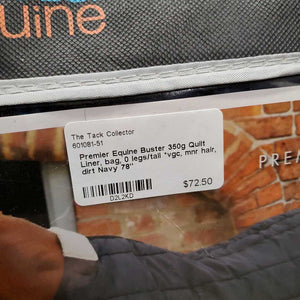 uine
The Tack Collector
601081-51
Premier Equine Buster 350g Quilt
Liner, bag, 0 legs/tail *vgc, mnr hair,
dirt Navy 78"
D2L2KD
$72.50
PREM